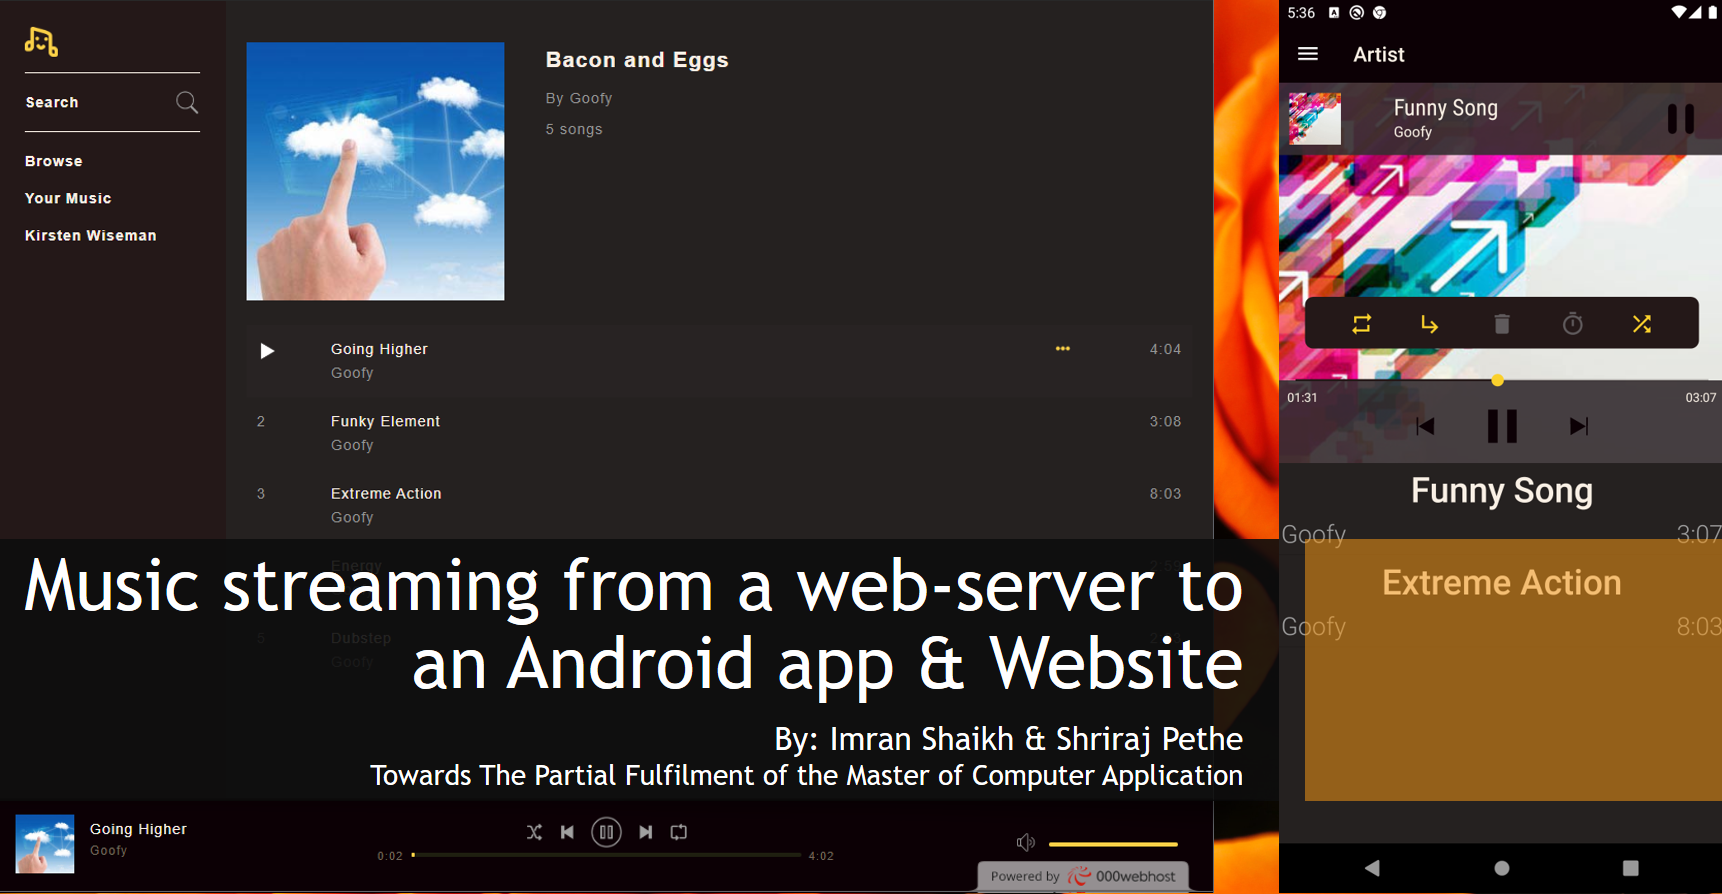 Search
Browse
Your Music
Kirsten Wiseman
Bacon and Eggs
By Goofy
5 songs
Going Higher
Goofy
4:04
2
Funky Element
Goofy
3:08
3
Extreme Action
Goofy
8:03
Energy
5
Dubstep
Goofy
Music streaming from a web-server to
an Android app & Website
By: Imran Shaikh & Shriraj Pethe
Towards The Partial Fulfilment of the Master of Computer Application
Going Higher
Goofy
0:02
4:02
Powered by 000webhost
5:36
Artist
Funny Song
Goofy
01:31
03:07
Funny Song
Goofy
3:07
Extreme Action
Goofy
8:03